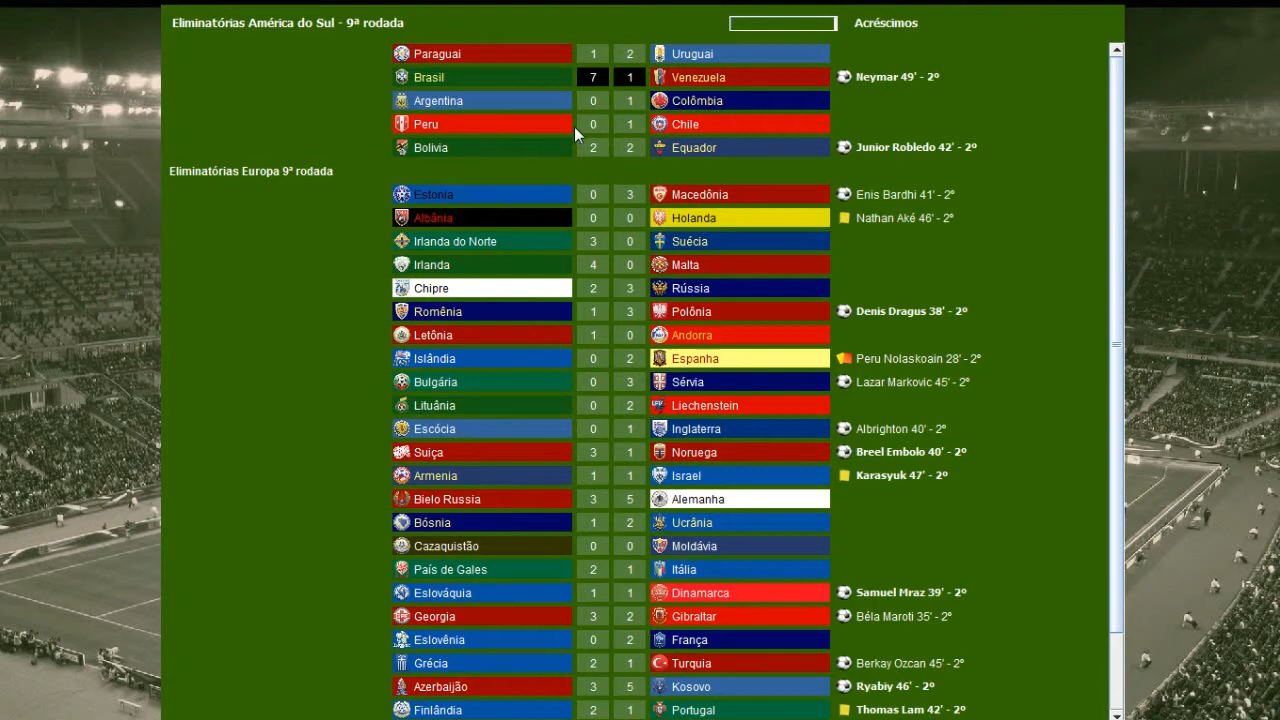 Eliminatórias América do Sul - 9ª rodada Acréscimos
Paraguai 1 2 Uruguai
Brasil 7 1 Venezuela Neymar 49' - 2º
Argentina 0 1 Colômbia
Peru 0 1 Chile
Bolivia 2 2 Equador Junior Robledo 42' - 2º
Eliminatórias Europa 9ª rodada
Estonia 0 3 Macedônia Enis Bardhi 41' - 2º
Albânia 0 0 Holanda Nathan Aké 46' - 2º
Irlanda do Norte 3 0 Suécia
Irlanda 4 0 Malta
Chipre 2 3 Rússia
Romênia 1 3 Polônia Denis Dragus 38' - 2º
Letônia 1 0 Andorra
Islândia 0 2 Espanha Peru Nolaskoain 28' - 2º
Bulgária 0 3 Sérvia Lazar Markovic 45' - 2º
Lituânia 0 2 Liechenstein
Escócia 0 1 Inglaterra Albrighton 40' - 2º
Suiça 3 1 Noruega Breel Embolo 40' - 2º
Armenia 1 1 Israel Karasyuk 47' - 2º
Bielo Russia 3 5 Alemanha
Bósnia 1 2 Ucrânia
Cazaquistão 0 0 Moldávia
País de Gales 2 1 Itália
Eslováquia 1 1 Dinamarca Samuel Mraz 39' - 2º
Georgia 3 2 Gibraltar Béla Maroti 35' - 2º
Eslovênia 0 2 França
Grécia 2 1 Turquia Berkay Ozcan 45' - 2º
Azerbaijão 3 5 Kosovo Ryabiy 46' - 2º
Finlândia 2 1 Portugal Thomas Lam 42' - 2º